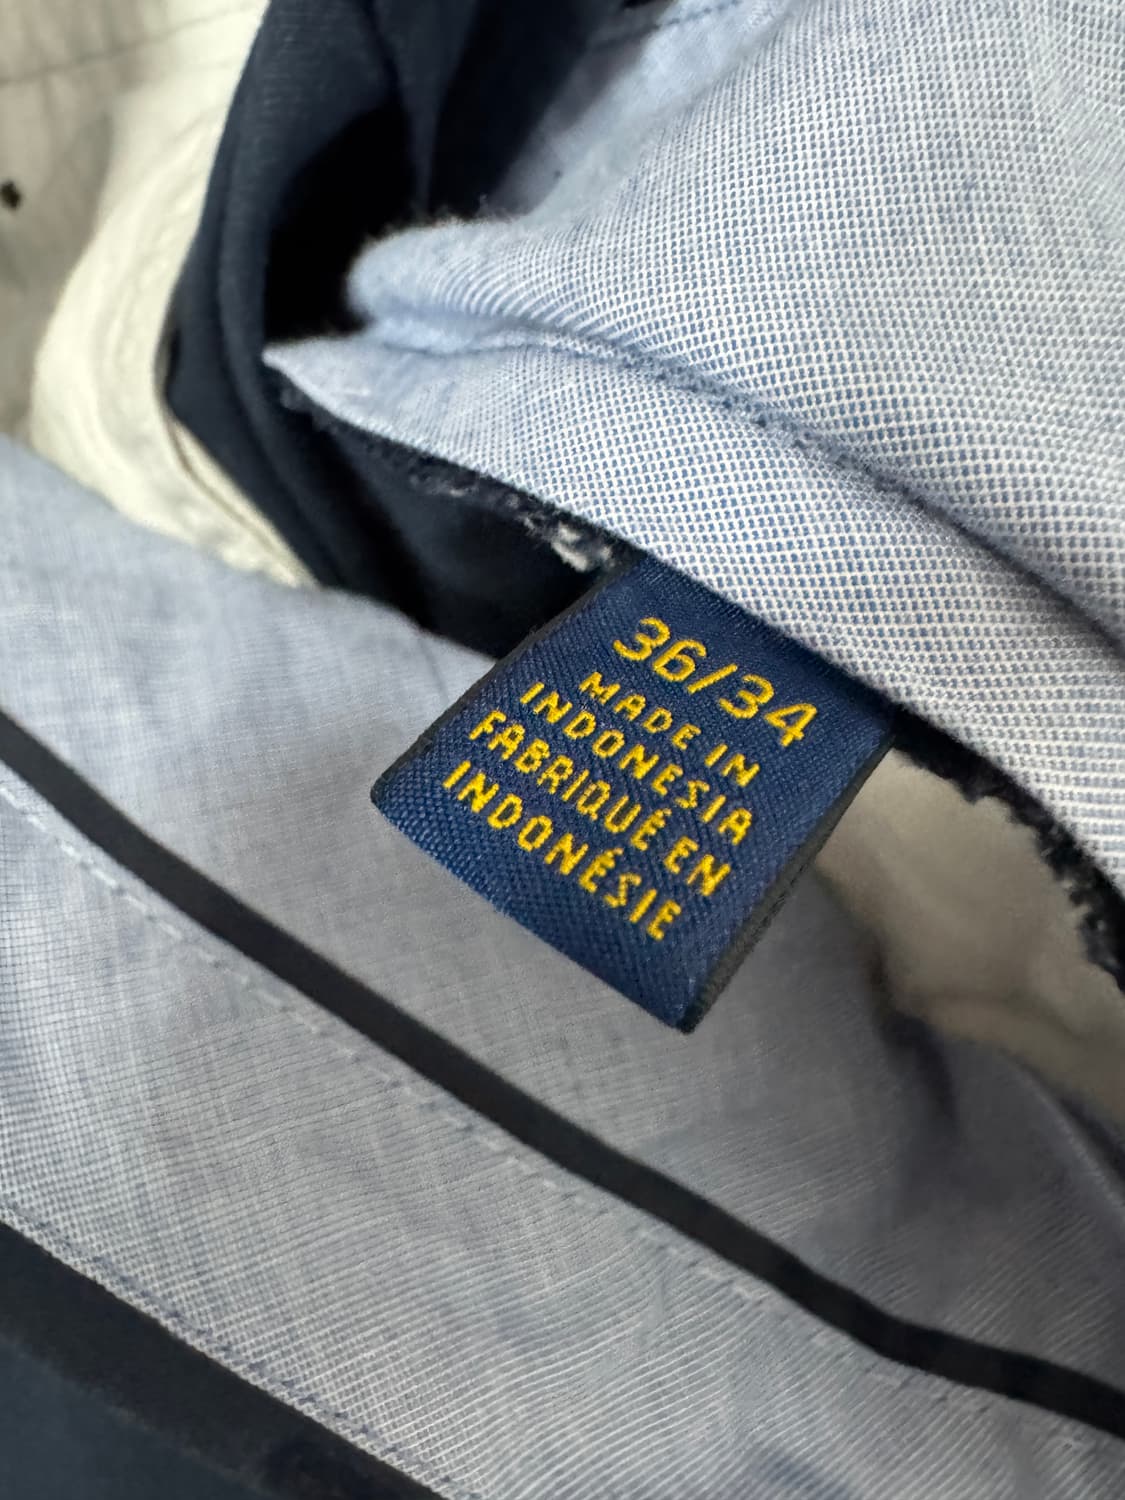 36/34
MADE IN
INDONESIA
FABRIQUÉ EN
INDONÉSIE